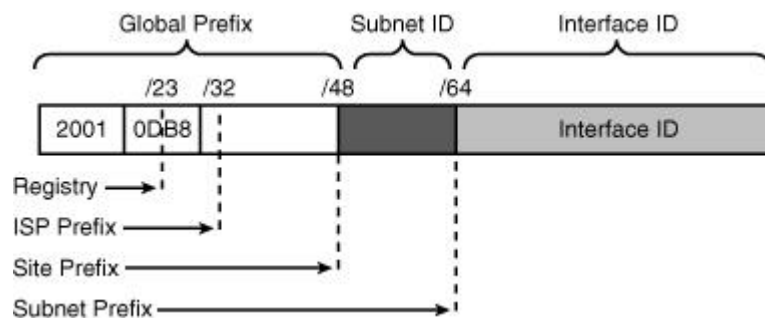 Global Prefix Subnet ID Interface ID
/23 /32 /48 /64
2001 0DB8 Interface ID
Registry
ISP Prefix
Site Prefix
Subnet Prefix